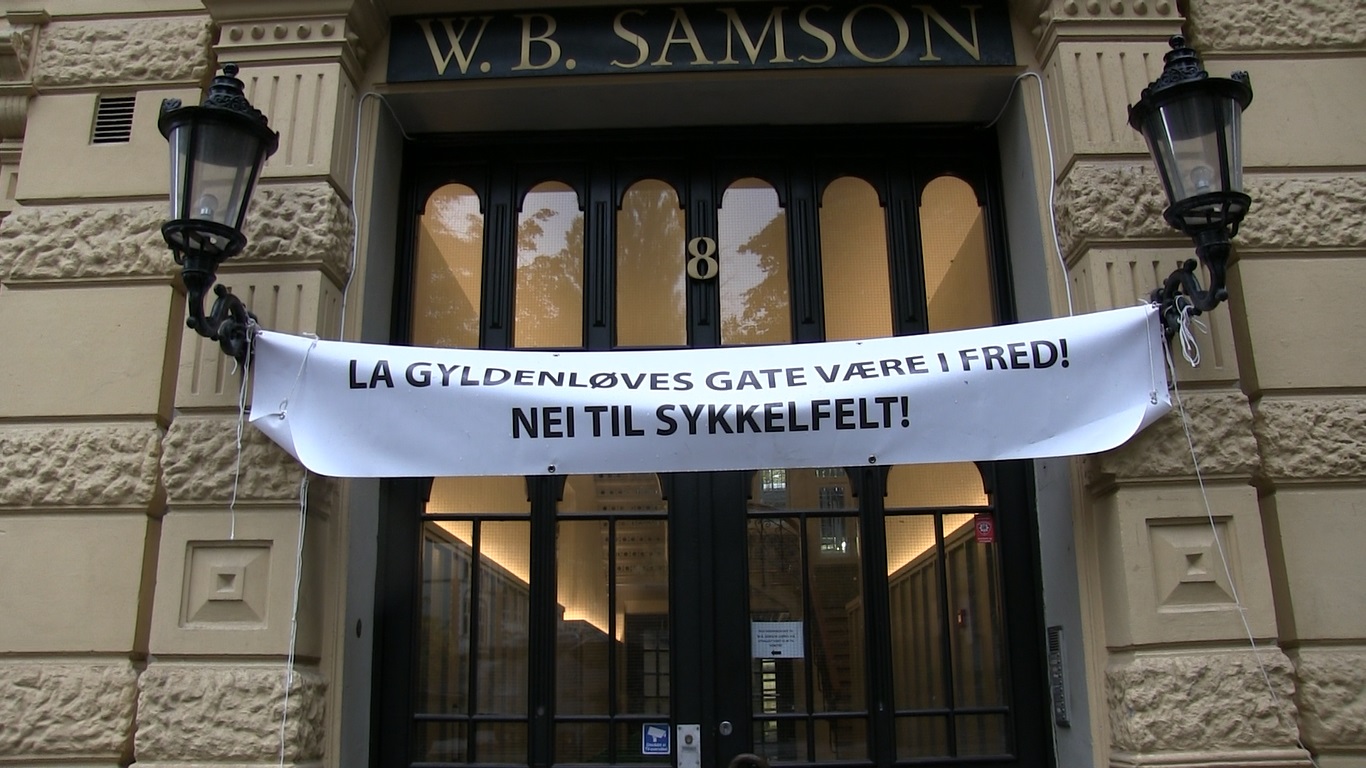 W. B. SAMSON
8
LA GYLDENLØVES GATE VÆRE I FRED!
NEI TIL SYKKELFELT!